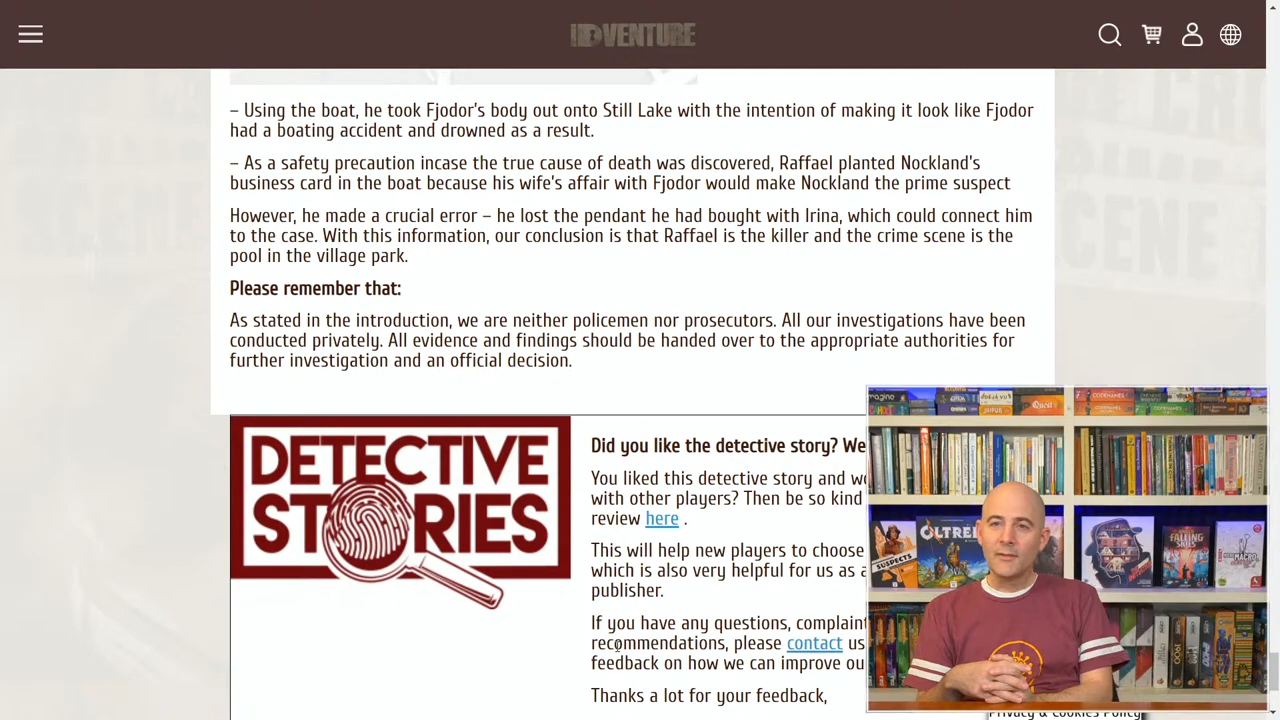 IDVENTURE
– Using the boat, he took Fjodor's body out onto Still Lake with the intention of making it look like Fjodor
had a boating accident and drowned as a result.
– As a safety precaution incase the true cause of death was discovered, Raffael planted Nockland's
business card in the boat because his wife's affair with Fjodor would make Nockland the prime suspect
However, he made a crucial error – he lost the pendant he had bought with Irina, which could connect him
to the case. With this information, our conclusion is that Raffael is the killer and the crime scene is the
pool in the village park.
Please remember that:
As stated in the introduction, we are neither policemen nor prosecutors. All our investigations have been
conducted privately. All evidence and findings should be handed over to the appropriate authorities for
further investigation and an official decision.
DETECTIVE
STORIES
Did you like the detective story? We
You liked this detective story and
with other players? Then be so kind
review here .
This will help new players to choose
which is also very helpful for us as
publisher.
If you have any questions, complaint
recommendations, please contact us
feedback on how we can improve
Thanks a lot for your feedback,
Privacy & Cookies Policy
CODENAMES
SUSPECTS
OLTRE
FALLING
SKIES